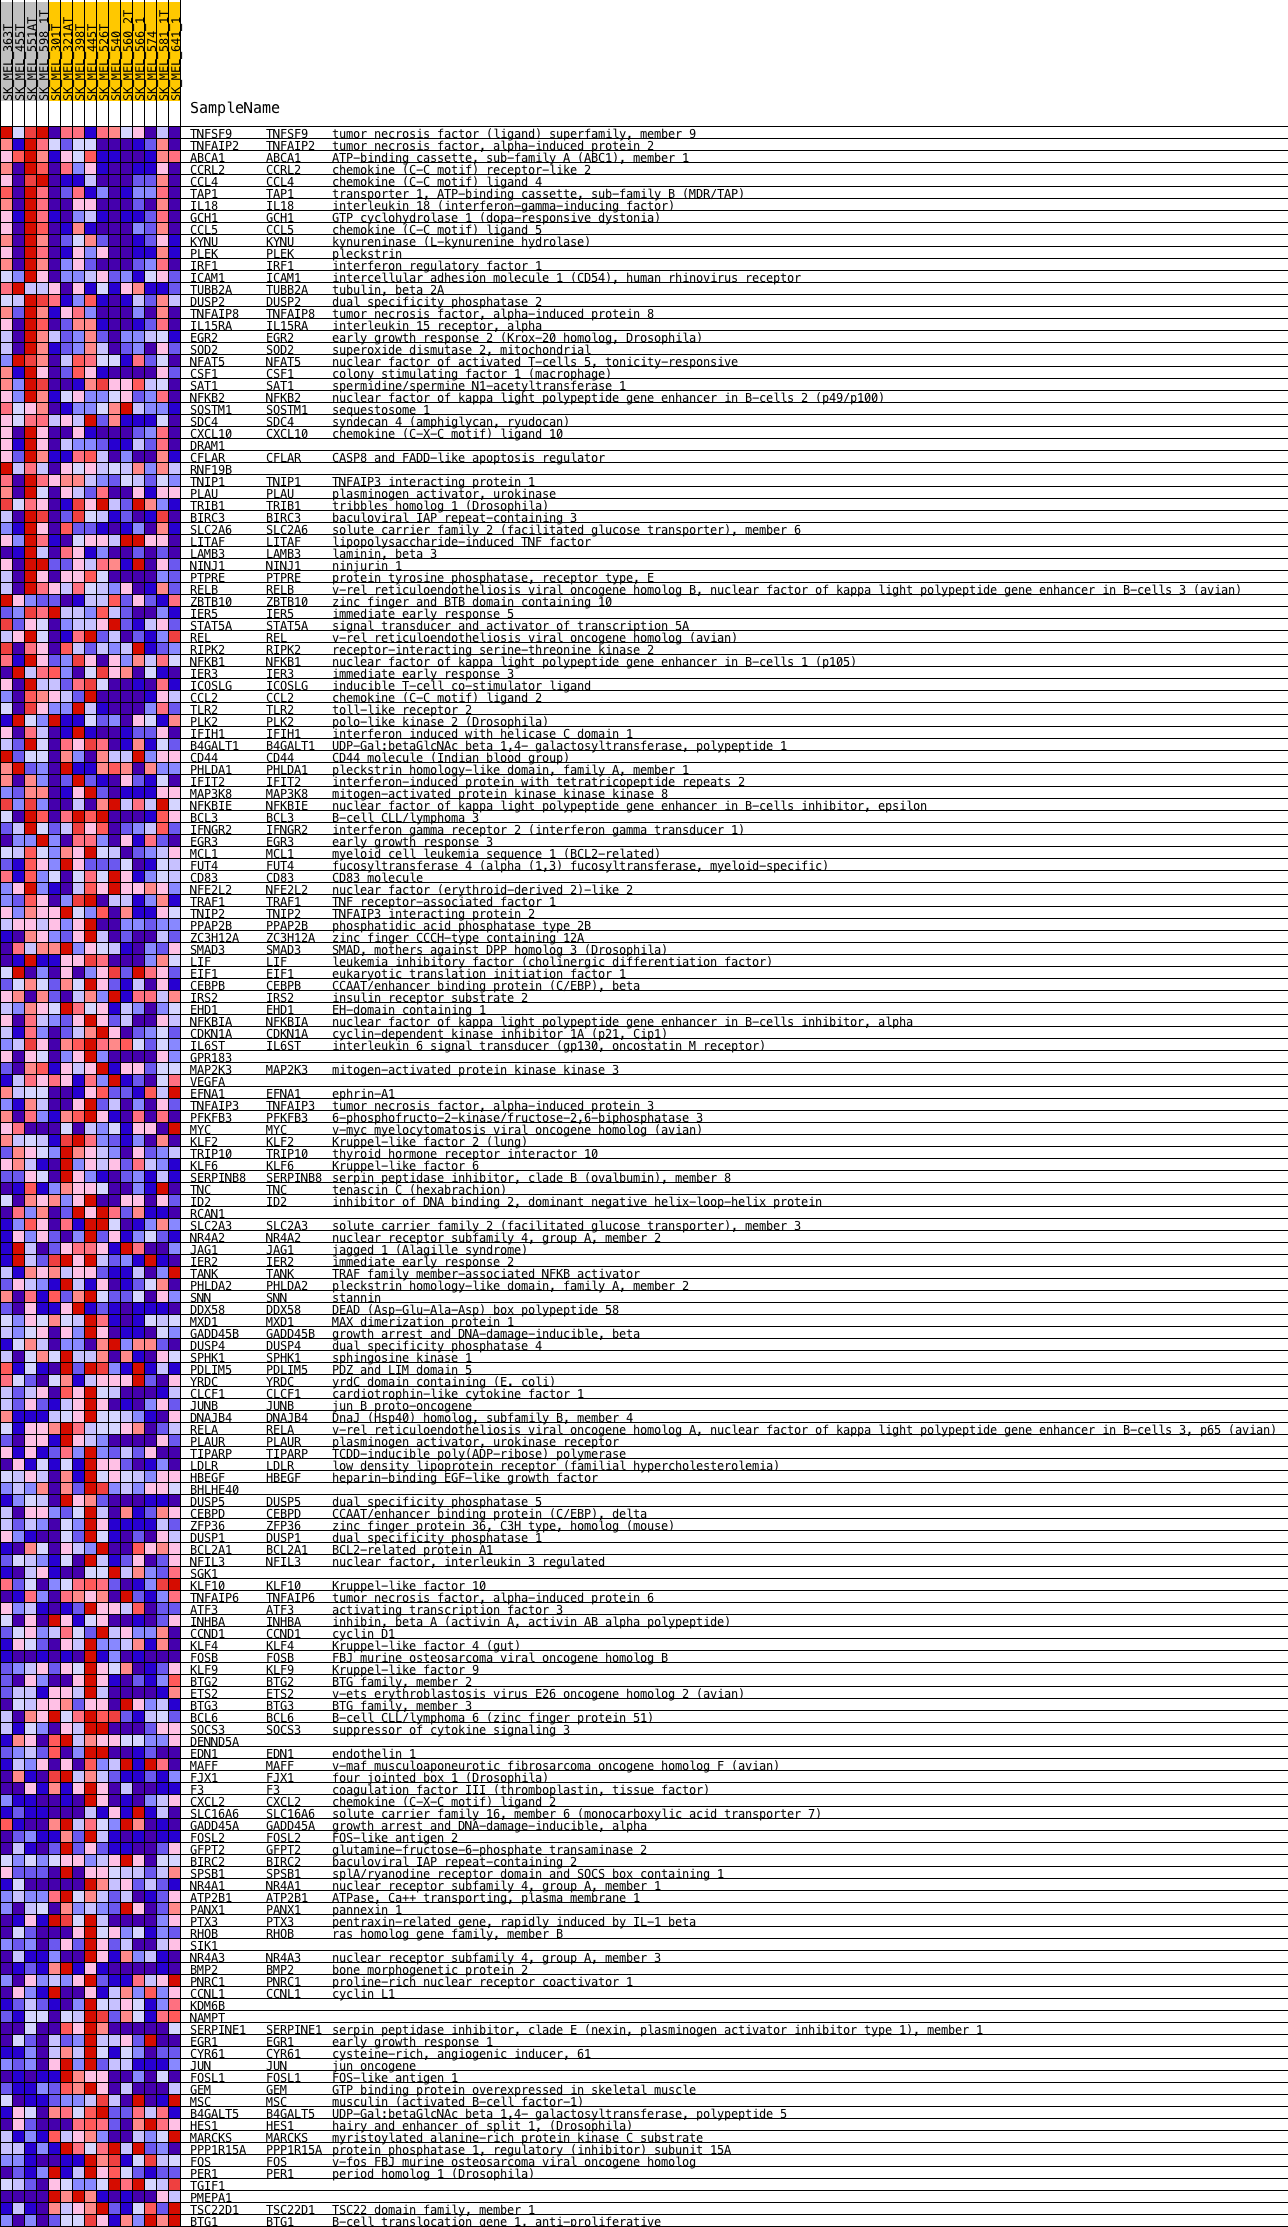 SK_MEL_363T
SK_MEL_455T
SK_MEL_551AT
SK_MEL_598_1T
SK_MEL_301T
SK_MEL_321AT
SK_MEL_398T
SK_MEL_445T
SK_MEL_526T
SK_MEL_540
SK_MEL_560_2T
SK_MEL_566_1
SK_MEL_574
SK_MEL_581_1T
SK_MEL_641_1
SampleName
TNFSF9 TNFSF9 tumor necrosis factor (ligand) superfamily, member 9
TNFAIP2 TNFAIP2 tumor necrosis factor, alpha-induced protein 2
ABCA1 ABCA1 ATP-binding cassette, sub-family A (ABC1), member 1
CCRL2 CCRL2 chemokine (C-C motif) receptor-like 2
CCL4 CCL4 chemokine (C-C motif) ligand 4
TAP1 TAP1 transporter 1, ATP-binding cassette, sub-family B (MDR/TAP)
IL18 IL18 interleukin 18 (interferon-gamma-inducing factor)
GCH1 GCH1 GTP cyclohydrolase 1 (dopa-responsive dystonia)
CCL5 CCL5 chemokine (C-C motif) ligand 5
KYNU KYNU kynureninase (L-kynurenine hydrolase)
PLEK PLEK pleckstrin
IRF1 IRF1 interferon regulatory factor 1
ICAM1 ICAM1 intercellular adhesion molecule 1 (CD54), human rhinovirus receptor
TUBB2A TUBB2A tubulin, beta 2A
DUSP2 DUSP2 dual specificity phosphatase 2
TNFAIP8 TNFAIP8 tumor necrosis factor, alpha-induced protein 8
IL15RA IL15RA interleukin 15 receptor, alpha
EGR2 EGR2 early growth response 2 (Krox-20 homolog, Drosophila)
SOD2 SOD2 superoxide dismutase 2, mitochondrial
NFAT5 NFAT5 nuclear factor of activated T-cells 5, tonicity-responsive
CSF1 CSF1 colony stimulating factor 1 (macrophage)
SAT1 SAT1 spermidine/spermine N1-acetyltransferase 1
NFKB2 NFKB2 nuclear factor of kappa light polypeptide gene enhancer in B-cells 2 (p49/p100)
SQSTM1 SQSTM1 sequestosome 1
SDC4 SDC4 syndecan 4 (amphiglycan, ryudocan)
CXCL10 CXCL10 chemokine (C-X-C motif) ligand 10
DRAM1
CFLAR CFLAR CASP8 and FADD-like apoptosis regulator
RNF19B
TNIP1 TNIP1 TNFAIP3 interacting protein 1
PLAU PLAU plasminogen activator, urokinase
TRIB1 TRIB1 tribbles homolog 1 (Drosophila)
BIRC3 BIRC3 baculoviral IAP repeat-containing 3
SLC2A6 SLC2A6 solute carrier family 2 (facilitated glucose transporter), member 6
LITAF LITAF lipopolysaccharide-induced TNF factor
LAMB3 LAMB3 laminin, beta 3
NINJ1 NINJ1 ninjurin 1
PTPRE PTPRE protein tyrosine phosphatase, receptor type, E
RELB RELB v-rel reticuloendotheliosis viral oncogene homolog B, nuclear factor of kappa light polypeptide gene enhancer in B-cells 3 (avian)
ZBTB10 ZBTB10 zinc finger and BTB domain containing 10
IER5 IER5 immediate early response 5
STAT5A STAT5A signal transducer and activator of transcription 5A
REL REL v-rel reticuloendotheliosis viral oncogene homolog (avian)
RIPK2 RIPK2 receptor-interacting serine-threonine kinase 2
NFKB1 NFKB1 nuclear factor of kappa light polypeptide gene enhancer in B-cells 1 (p105)
IER3 IER3 immediate early response 3
ICOSLG ICOSLG inducible T-cell co-stimulator ligand
CCL2 CCL2 chemokine (C-C motif) ligand 2
TLR2 TLR2 toll-like receptor 2
PLK2 PLK2 polo-like kinase 2 (Drosophila)
IFIH1 IFIH1 interferon induced with helicase C domain 1
B4GALT1 B4GALT1 UDP-Gal:betaGlcNAc beta 1,4- galactosyltransferase, polypeptide 1
CD44 CD44 CD44 molecule (Indian blood group)
PHLDA1 PHLDA1 pleckstrin homology-like domain, family A, member 1
IFIT2 IFIT2 interferon-induced protein with tetratricopeptide repeats 2
MAP3K8 MAP3K8 mitogen-activated protein kinase kinase kinase 8
NFKBIE NFKBIE nuclear factor of kappa light polypeptide gene enhancer in B-cells inhibitor, epsilon
BCL3 BCL3 B-cell CLL/lymphoma 3
IFNGR2 IFNGR2 interferon gamma receptor 2 (interferon gamma transducer 1)
EGR3 EGR3 early growth response 3
MCL1 MCL1 myeloid cell leukemia sequence 1 (BCL2-related)
FUT4 FUT4 fucosyltransferase 4 (alpha (1,3) fucosyltransferase, myeloid-specific)
CD83 CD83 CD83 molecule
NFE2L2 NFE2L2 nuclear factor (erythroid-derived 2)-like 2
TRAF1 TRAF1 TNF receptor-associated factor 1
TNIP2 TNIP2 TNFAIP3 interacting protein 2
PPAP2B PPAP2B phosphatidic acid phosphatase type 2B
ZC3H12A ZC3H12A zinc finger CCCH-type containing 12A
SMAD3 SMAD3 SMAD, mothers against DPP homolog 3 (Drosophila)
LIF LIF leukemia inhibitory factor (cholinergic differentiation factor)
EIF1 EIF1 eukaryotic translation initiation factor 1
CEBPB CEBPB CCAAT/enhancer binding protein (C/EBP), beta
IRS2 IRS2 insulin receptor substrate 2
EHD1 EHD1 EH-domain containing 1
NFKBIA NFKBIA nuclear factor of kappa light polypeptide gene enhancer in B-cells inhibitor, alpha
CDKN1A CDKN1A cyclin-dependent kinase inhibitor 1A (p21, Cip1)
IL6ST IL6ST interleukin 6 signal transducer (gp130, oncostatin M receptor)
GPR183
MAP2K3 MAP2K3 mitogen-activated protein kinase kinase 3
VEGFA
EFNA1 EFNA1 ephrin-A1
TNFAIP3 TNFAIP3 tumor necrosis factor, alpha-induced protein 3
PFKFB3 PFKFB3 6-phosphofructo-2-kinase/fructose-2,6-biphosphatase 3
MYC MYC v-myc myelocytomatosis viral oncogene homolog (avian)
KLF2 KLF2 Kruppel-like factor 2 (lung)
TRIP10 TRIP10 thyroid hormone receptor interactor 10
KLF6 KLF6 Kruppel-like factor 6
SERPINB8 SERPINB8 serpin peptidase inhibitor, clade B (ovalbumin), member 8
TNC TNC tenascin C (hexabrachion)
ID2 ID2 inhibitor of DNA binding 2, dominant negative helix-loop-helix protein
RCAN1
SLC2A3 SLC2A3 solute carrier family 2 (facilitated glucose transporter), member 3
NR4A2 NR4A2 nuclear receptor subfamily 4, group A, member 2
JAG1 JAG1 jagged 1 (Alagille syndrome)
IER2 IER2 immediate early response 2
TANK TANK TRAF family member-associated NFKB activator
PHLDA2 PHLDA2 pleckstrin homology-like domain, family A, member 2
SNN SNN stannin
DDX58 DDX58 DEAD (Asp-Glu-Ala-Asp) box polypeptide 58
MXD1 MXD1 MAX dimerization protein 1
GADD45B GADD45B growth arrest and DNA-damage-inducible, beta
DUSP4 DUSP4 dual specificity phosphatase 4
SPHK1 SPHK1 sphingosine kinase 1
PDLIM5 PDLIM5 PDZ and LIM domain 5
YRDC YRDC yrdC domain containing (E. coli)
CLCF1 CLCF1 cardiotrophin-like cytokine factor 1
JUNB JUNB jun B proto-oncogene
DNAJB4 DNAJB4 DnaJ (Hsp40) homolog, subfamily B, member 4
RELA RELA v-rel reticuloendotheliosis viral oncogene homolog A, nuclear factor of kappa light polypeptide gene enhancer in B-cells 3, p65 (avian)
PLAUR PLAUR plasminogen activator, urokinase receptor
TIPARP TIPARP TCDD-inducible poly(ADP-ribose) polymerase
LDLR LDLR low density lipoprotein receptor (familial hypercholesterolemia)
HBEGF HBEGF heparin-binding EGF-like growth factor
BHLHE40
DUSP5 DUSP5 dual specificity phosphatase 5
CEBPD CEBPD CCAAT/enhancer binding protein (C/EBP), delta
ZFP36 ZFP36 zinc finger protein 36, C3H type, homolog (mouse)
DUSP1 DUSP1 dual specificity phosphatase 1
BCL2A1 BCL2A1 BCL2-related protein A1
NFIL3 NFIL3 nuclear factor, interleukin 3 regulated
SGK1
KLF10 KLF10 Kruppel-like factor 10
TNFAIP6 TNFAIP6 tumor necrosis factor, alpha-induced protein 6
ATF3 ATF3 activating transcription factor 3
INHBA INHBA inhibin, beta A (activin A, activin AB alpha polypeptide)
CCND1 CCND1 cyclin D1
KLF4 KLF4 Kruppel-like factor 4 (gut)
FOSB FOSB FBJ murine osteosarcoma viral oncogene homolog B
KLF9 KLF9 Kruppel-like factor 9
BTG2 BTG2 BTG family, member 2
ETS2 ETS2 v-ets erythroblastosis virus E26 oncogene homolog 2 (avian)
BTG3 BTG3 BTG family, member 3
BCL6 BCL6 B-cell CLL/lymphoma 6 (zinc finger protein 51)
SOCS3 SOCS3 suppressor of cytokine signaling 3
DENND5A
EDN1 EDN1 endothelin 1
MAFF MAFF v-maf musculoaponeurotic fibrosarcoma oncogene homolog F (avian)
FJX1 FJX1 four jointed box 1 (Drosophila)
F3 F3 coagulation factor III (thromboplastin, tissue factor)
CXCL2 CXCL2 chemokine (C-X-C motif) ligand 2
SLC16A6 SLC16A6 solute carrier family 16, member 6 (monocarboxylic acid transporter 7)
GADD45A GADD45A growth arrest and DNA-damage-inducible, alpha
FOSL2 FOSL2 FOS-like antigen 2
GFPT2 GFPT2 glutamine-fructose-6-phosphate transaminase 2
BIRC2 BIRC2 baculoviral IAP repeat-containing 2
SPSB1 SPSB1 splA/ryanodine receptor domain and SOCS box containing 1
NR4A1 NR4A1 nuclear receptor subfamily 4, group A, member 1
ATP2B1 ATP2B1 ATPase, Ca++ transporting, plasma membrane 1
PANX1 PANX1 pannexin 1
PTX3 PTX3 pentraxin-related gene, rapidly induced by IL-1 beta
RHOB RHOB ras homolog gene family, member B
SIK1
NR4A3 NR4A3 nuclear receptor subfamily 4, group A, member 3
BMP2 BMP2 bone morphogenetic protein 2
PNRC1 PNRC1 proline-rich nuclear receptor coactivator 1
CCNL1 CCNL1 cyclin L1
KDM6B
NAMPT
SERPINE1 SERPINE1 serpin peptidase inhibitor, clade E (nexin, plasminogen activator inhibitor type 1), member 1
EGR1 EGR1 early growth response 1
CYR61 CYR61 cysteine-rich, angiogenic inducer, 61
JUN JUN jun oncogene
FOSL1 FOSL1 FOS-like antigen 1
GEM GEM GTP binding protein overexpressed in skeletal muscle
MSC MSC musculin (activated B-cell factor-1)
B4GALT5 B4GALT5 UDP-Gal:betaGlcNAc beta 1,4- galactosyltransferase, polypeptide 5
HES1 HES1 hairy and enhancer of split 1, (Drosophila)
MARCKS MARCKS myristoylated alanine-rich protein kinase C substrate
PPP1R15A PPP1R15A protein phosphatase 1, regulatory (inhibitor) subunit 15A
FOS FOS v-fos FBJ murine osteosarcoma viral oncogene homolog
PER1 PER1 period homolog 1 (Drosophila)
TGIF1
PMEPA1
TSC22D1 TSC22D1 TSC22 domain family, member 1
BTG1 BTG1 B-cell translocation gene 1, anti-proliferative